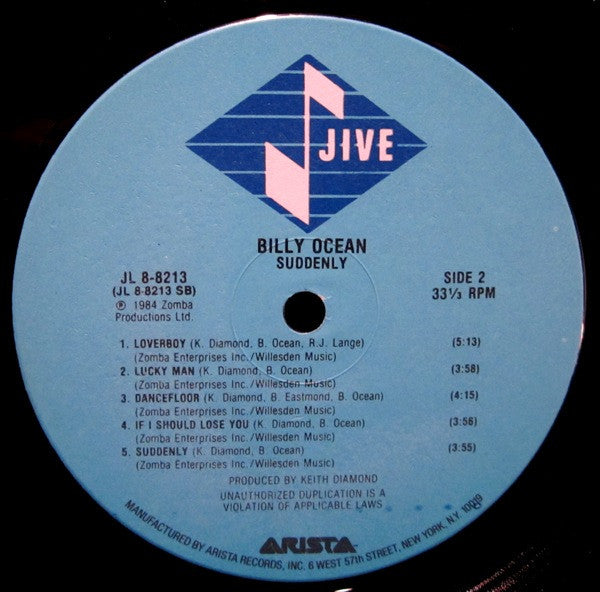 JIVE
BILLY OCEAN
SUDDENLY
JL 8-8213
(JL 8-8213 SB)
℗ 1984 Zomba
Productions Ltd.
SIDE 2
33⅓ RPM
1. LOVERBOY (K. Diamond, B. Ocean, R.J. Lange) (5:13)
(Zomba Enterprises Inc./Willesden Music)
2. LUCKY MAN (K. Diamond, B. Ocean) (3:58)
(Zomba Enterprises Inc./Willesden Music)
3. DANCEFLOOR (K. Diamond, B. Eastmond, B. Ocean) (4:15)
(Zomba Enterprises Inc./Willesden Music)
4. IF I SHOULD LOSE YOU (K. Diamond, B. Ocean) (3:56)
(Zomba Enterprises Inc./Willesden Music)
5. SUDDENLY (K. Diamond, B. Ocean) (3:55)
(Zomba Enterprises Inc./Willesden Music)
PRODUCED BY KEITH DIAMOND
UNAUTHORIZED DUPLICATION IS A
VIOLATION OF APPLICABLE LAWS
ARISTA™
MANUFACTURED BY ARISTA RECORDS, INC. 6 WEST 57th STREET, NEW YORK, N.Y. 10019